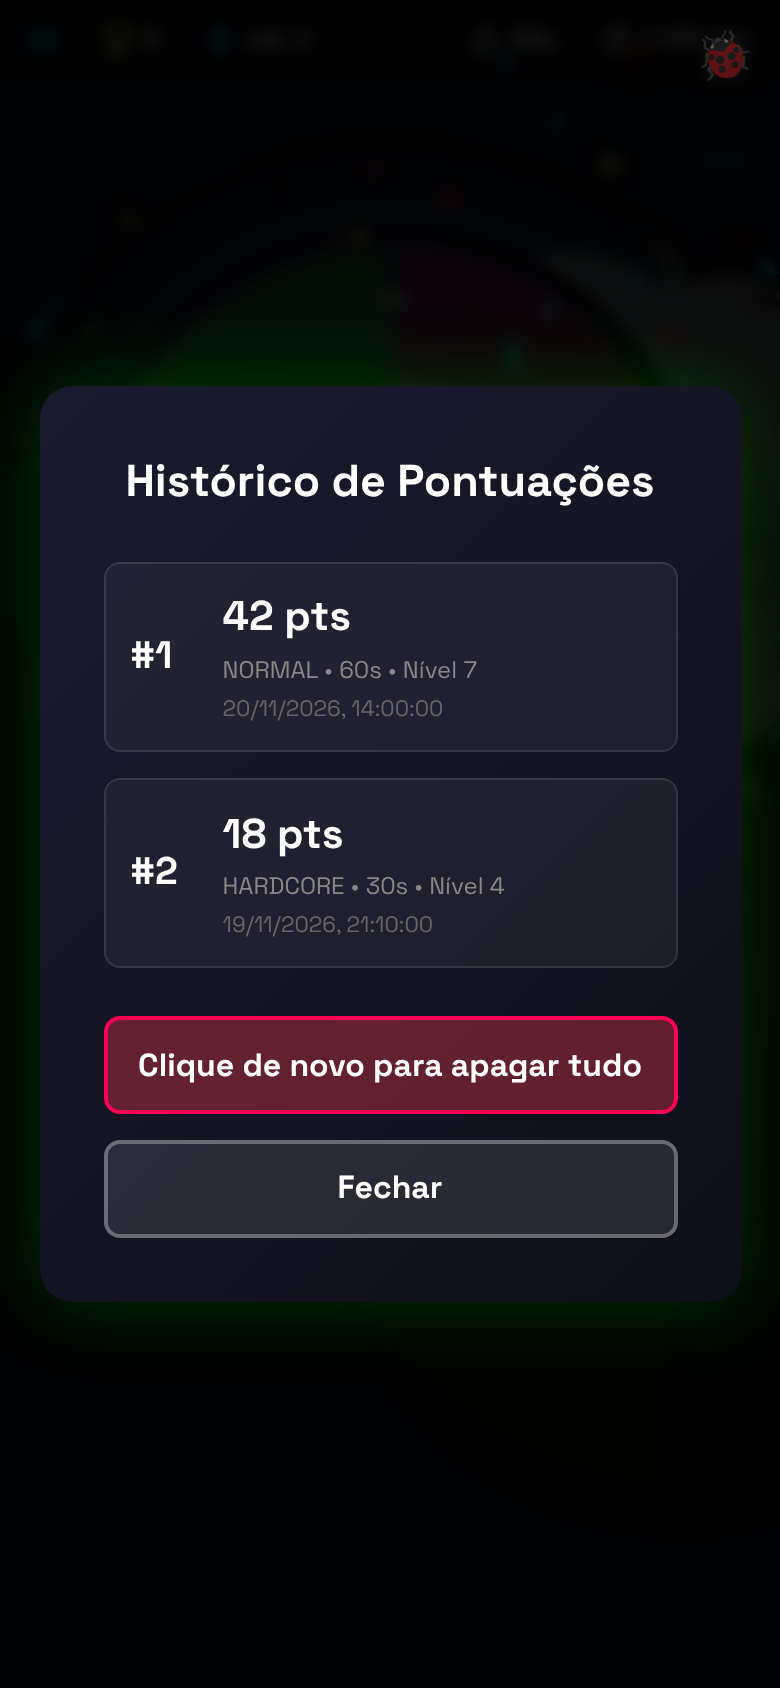 Histórico de Pontuações
#1
42 pts
NORMAL • 60s • Nível 7
20/11/2026, 14:00:00
#2
18 pts
HARDCORE • 30s • Nível 4
19/11/2026, 21:10:00
Clique de novo para apagar tudo
Fechar